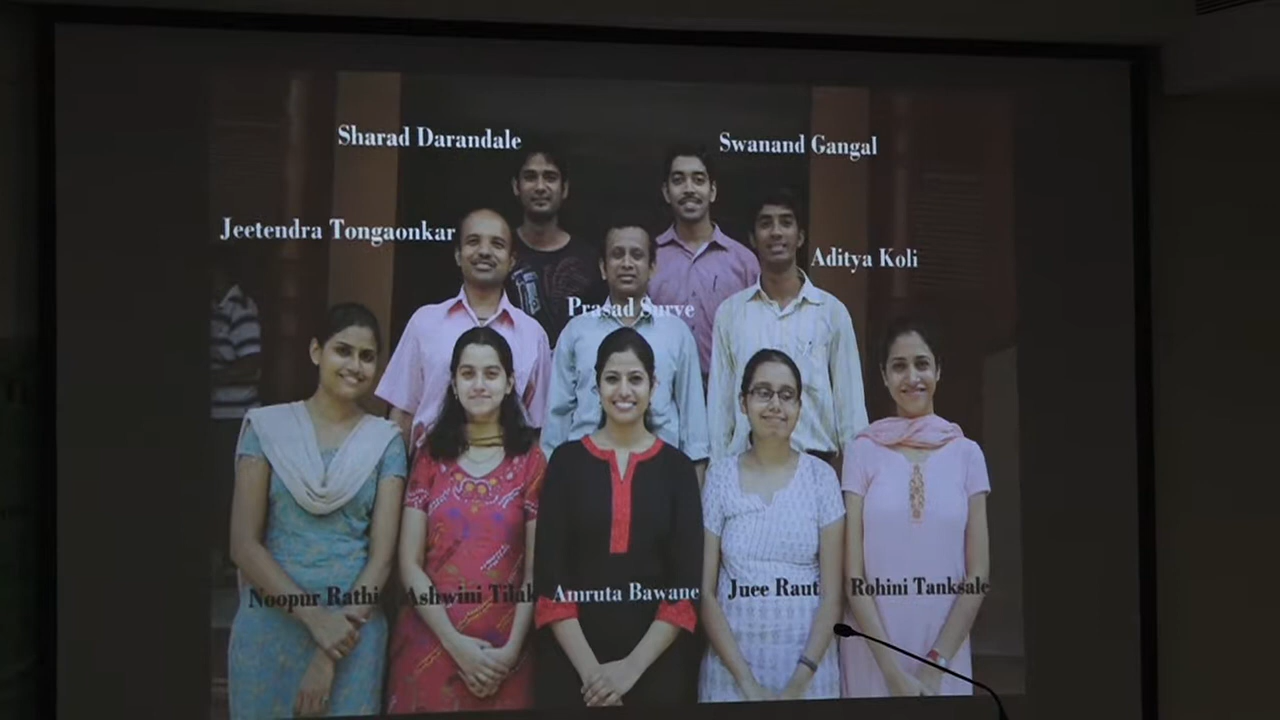 Sharad Darandale
Swanand Gangal
Jeetendra Tongaonkar
Aditya Koli
Prasad Surve
Noopur Rathi
Ashwini Tilak
Amruta Bawane
Juee Raut
Rohini Tanksale